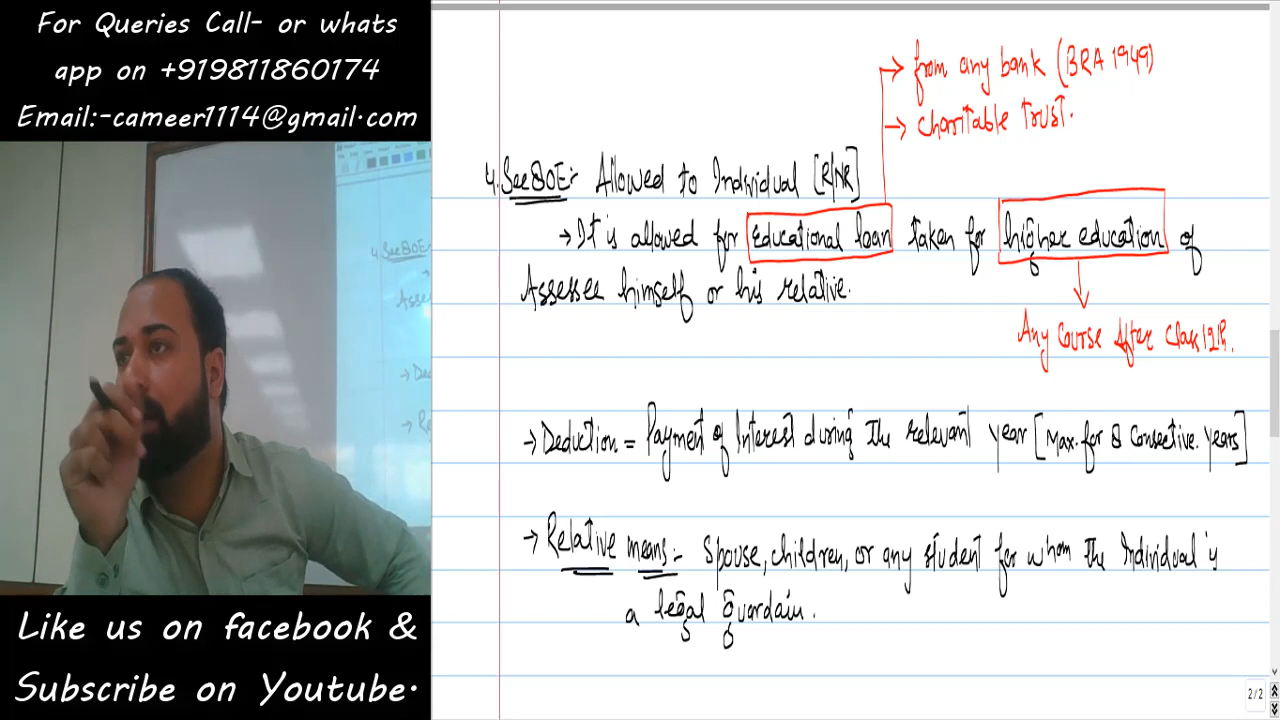 For Queries Call- or whats
app on +919811860174
Email:-cameer1114@gmail.com
→ from any bank (BRA 1949)
→ charitable trust.
4. Sec 80E:- Allowed to Individual [R/NR]
→ It is allowed for educational loan taken for higher education of
Assessee himself or his relative.
Any Course After Class 12th.
→ Deduction = Payment of Interest during the relevant year [Max. for 8 Consective. years]
→ Relative means:- Spouse, children, or any student for whom the Individual is
a legal guardain.
Like us on facebook &
Subscribe on Youtube.
2/2